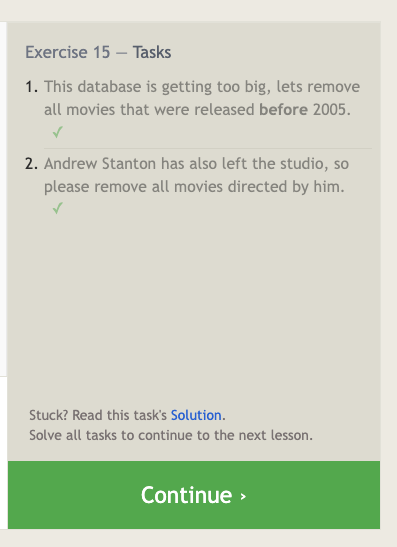 Exercise 15 — Tasks
1. This database is getting too big, lets remove
all movies that were released before 2005.
✓
2. Andrew Stanton has also left the studio, so
please remove all movies directed by him.
✓
Stuck? Read this task's Solution.
Solve all tasks to continue to the next lesson.
Continue ›